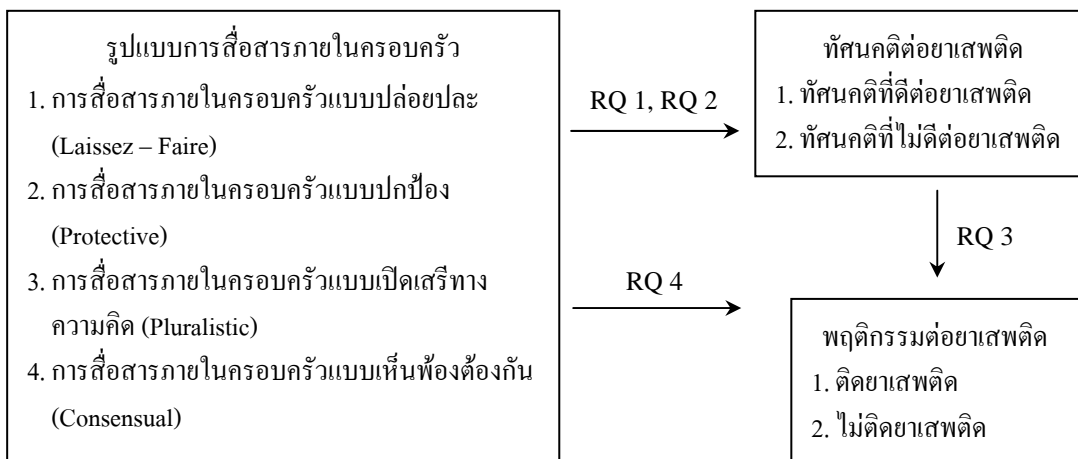 รูปแบบการสื่อสารภายในครอบครัว
1. การสื่อสารภายในครอบครัวแบบปล่อยปละ
(Laissez – Faire)
2. การสื่อสารภายในครอบครัวแบบปกป้อง
(Protective)
3. การสื่อสารภายในครอบครัวแบบเปิดเสรีทาง
ความคิด (Pluralistic)
4. การสื่อสารภายในครอบครัวแบบเห็นพ้องต้องกัน
(Consensual)
RQ 1, RQ 2
RQ 4
ทัศนคติต่อยาเสพติด
1. ทัศนคติที่ดีต่อยาเสพติด
2. ทัศนคติที่ไม่ดีต่อยาเสพติด
RQ 3
พฤติกรรมต่อยาเสพติด
1. ติดยาเสพติด
2. ไม่ติดยาเสพติด